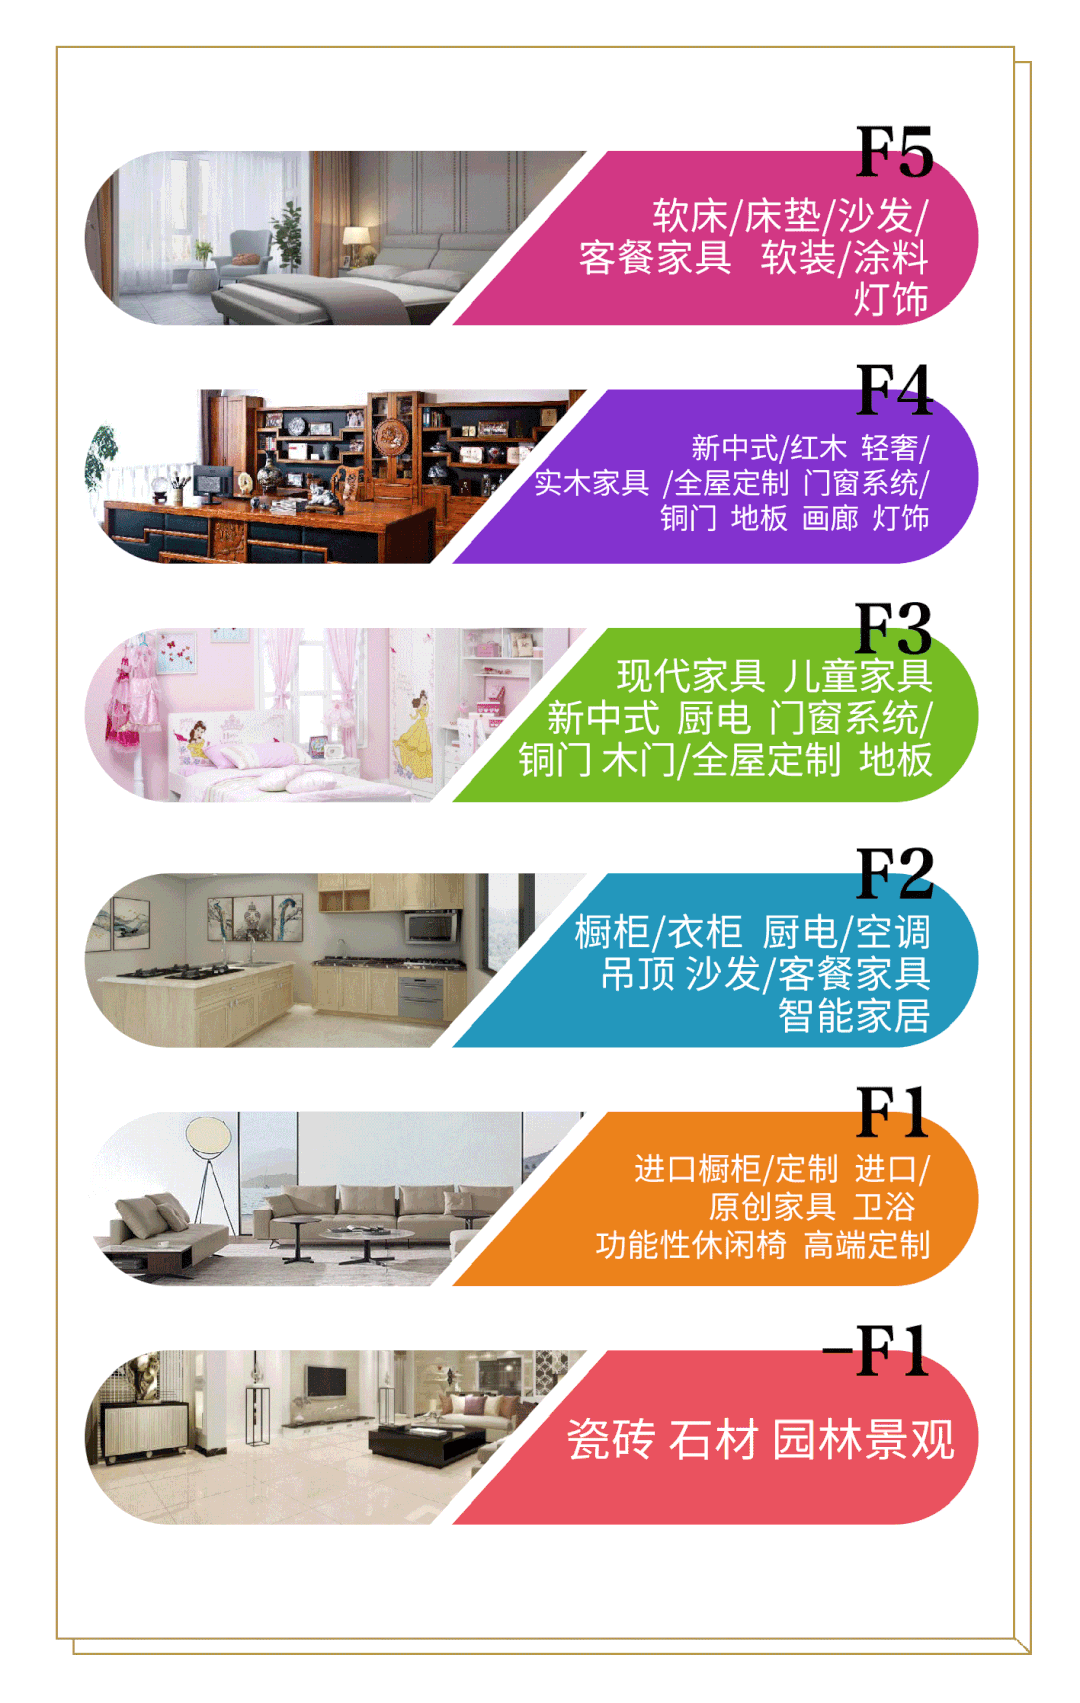 F5
软床/床垫/沙发/
客餐家具 软装/涂料
灯饰
F4
新中式/红木 轻奢/
实木家具 /全屋定制 门窗系统/
铜门 地板 画廊 灯饰
F3
现代家具 儿童家具
新中式 厨电 门窗系统/
铜门 木门/全屋定制 地板
F2
橱柜/衣柜 厨电/空调
吊顶 沙发/客餐家具
智能家居
F1
进口橱柜/定制 进口/
原创家具 卫浴
功能性休闲椅 高端定制
–F1
瓷砖 石材 园林景观